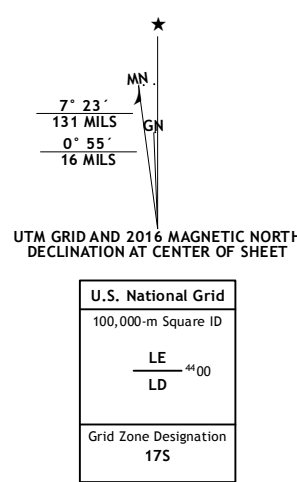 ★
MN
7° 23´
131 MILS
GN
0° 55´
16 MILS
UTM GRID AND 2016 MAGNETIC NORTH
DECLINATION AT CENTER OF SHEET
U.S. National Grid
100,000-m Square ID
LE
4400
LD
Grid Zone Designation
17S